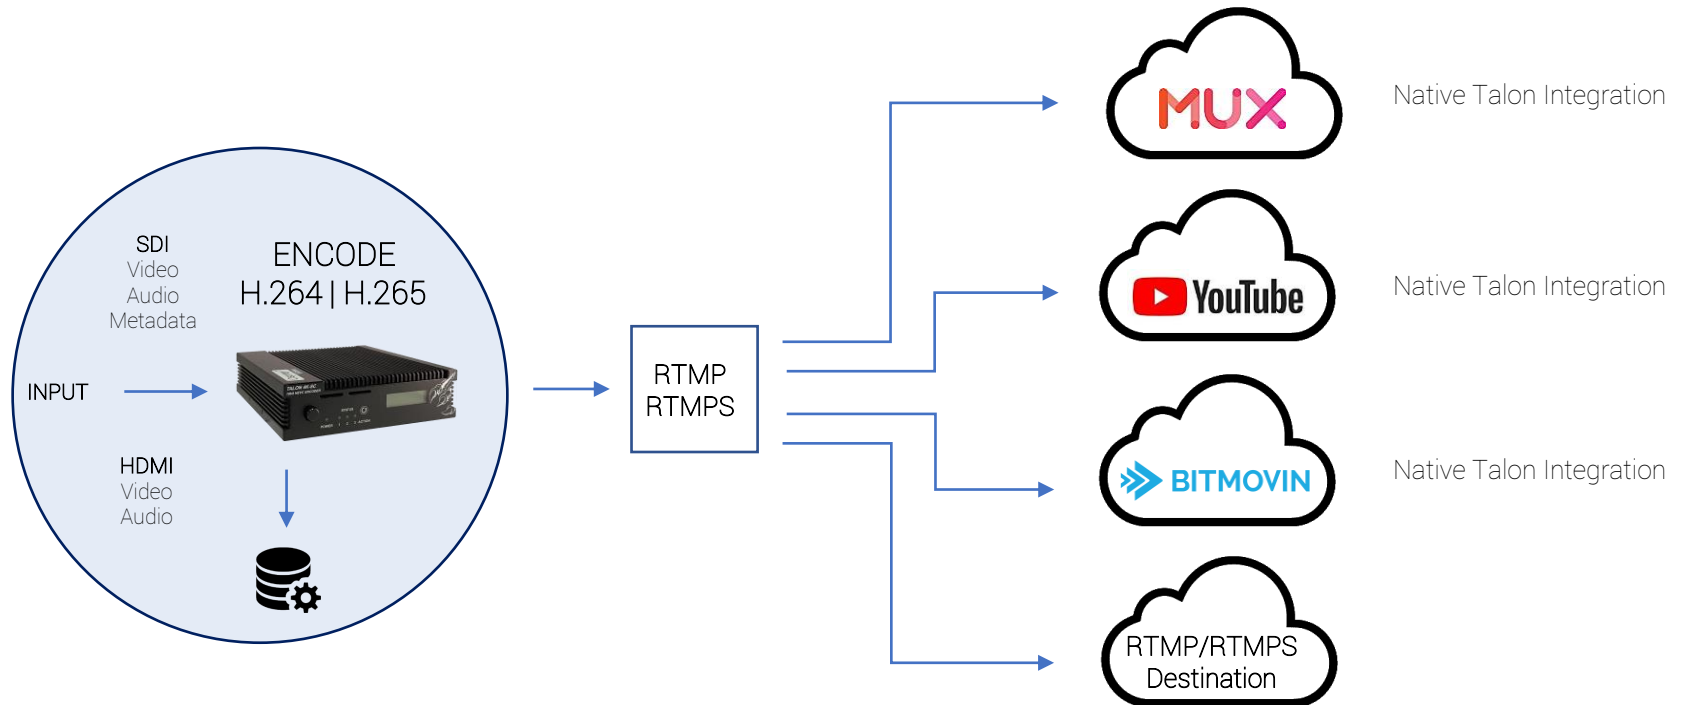 SDI
Video
Audio
Metadata
ENCODE
H.264 | H.265
INPUT
HDMI
Video
Audio
POWER
RTMP
RTMPS
MUX
Native Talon Integration
YouTube
Native Talon Integration
BITMOVIN
Native Talon Integration
RTMP/RTMPS
Destination